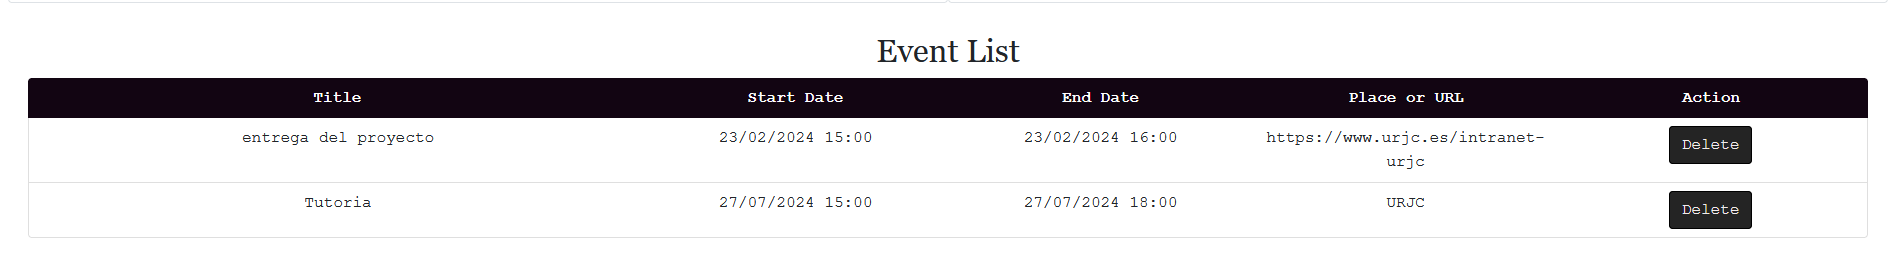 Event List
Title Start Date End Date Place or URL Action
entrega del proyecto 23/02/2024 15:00 23/02/2024 16:00 https://www.urjc.es/intranet-
urjc
Delete
Tutoria 27/07/2024 15:00 27/07/2024 18:00 URJC Delete